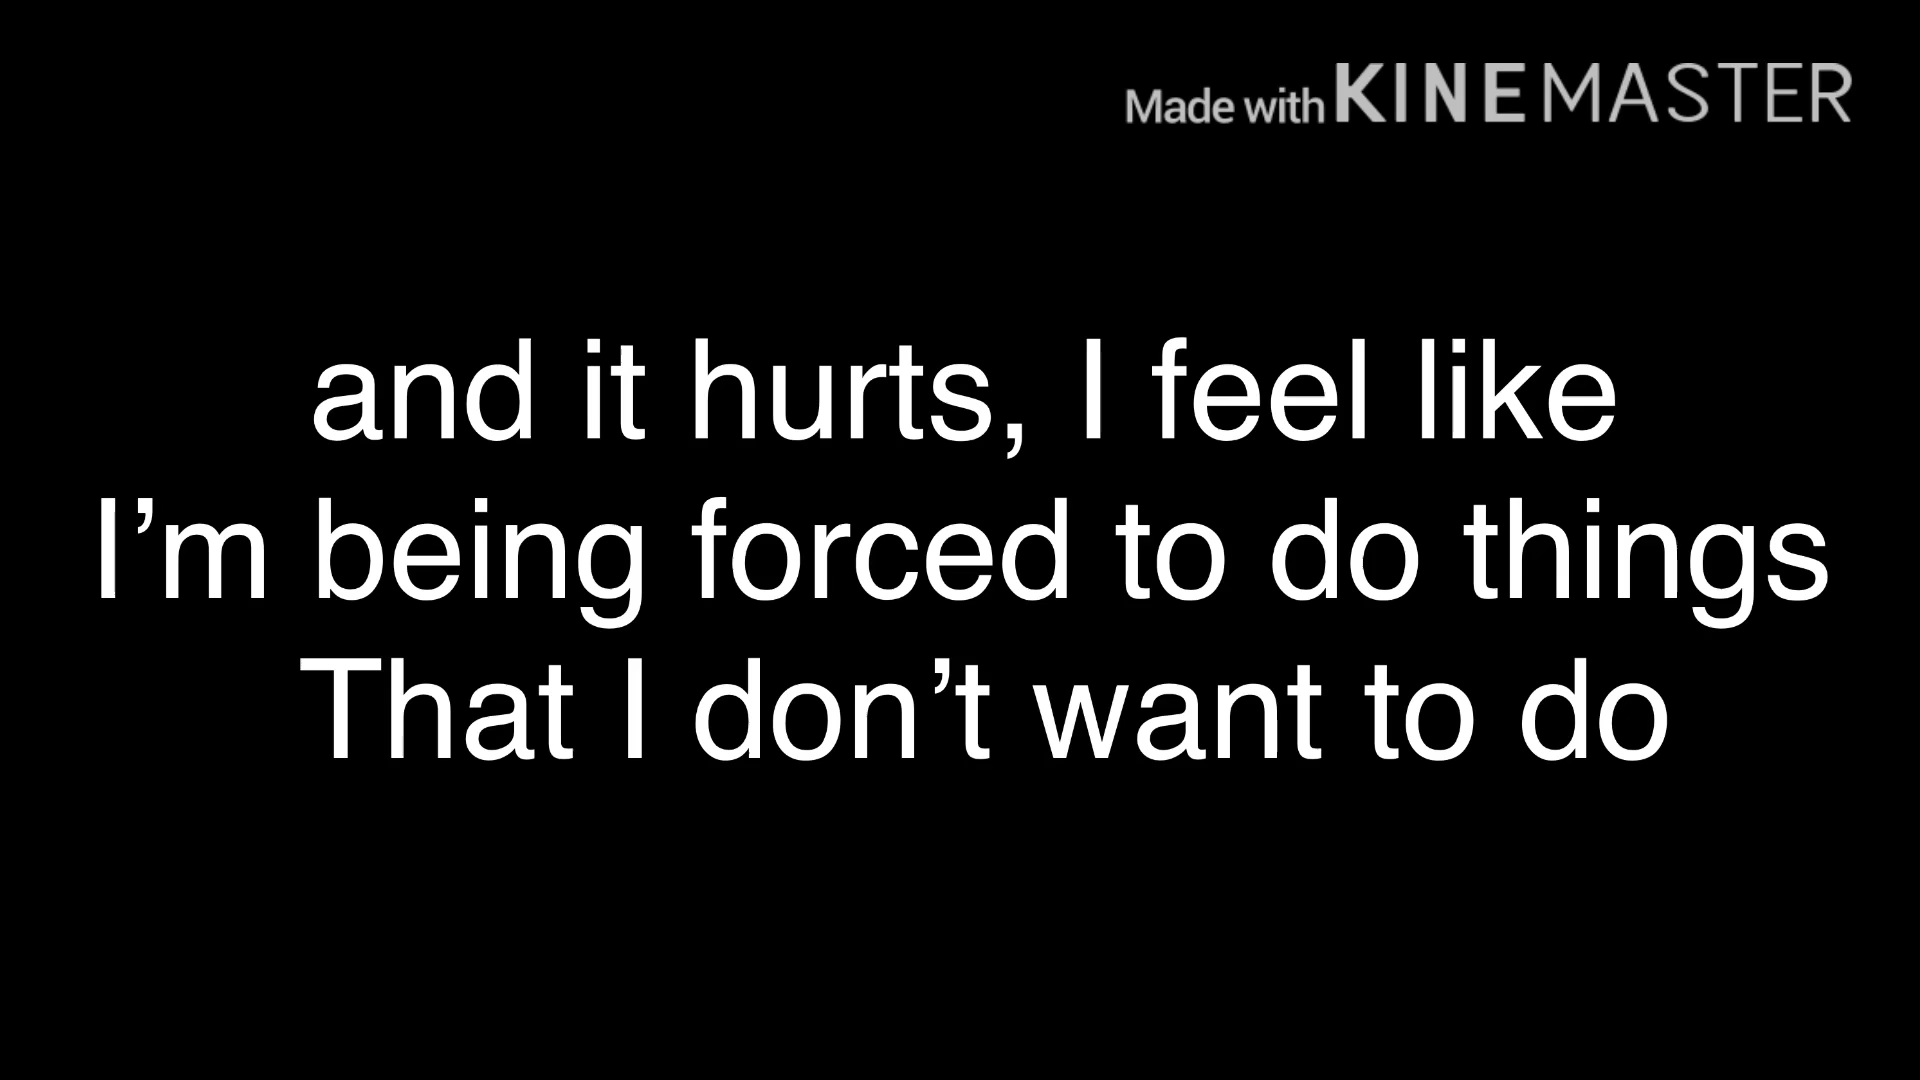 Made with KINEMASTER
and it hurts, I feel like
I’m being forced to do things
That I don’t want to do